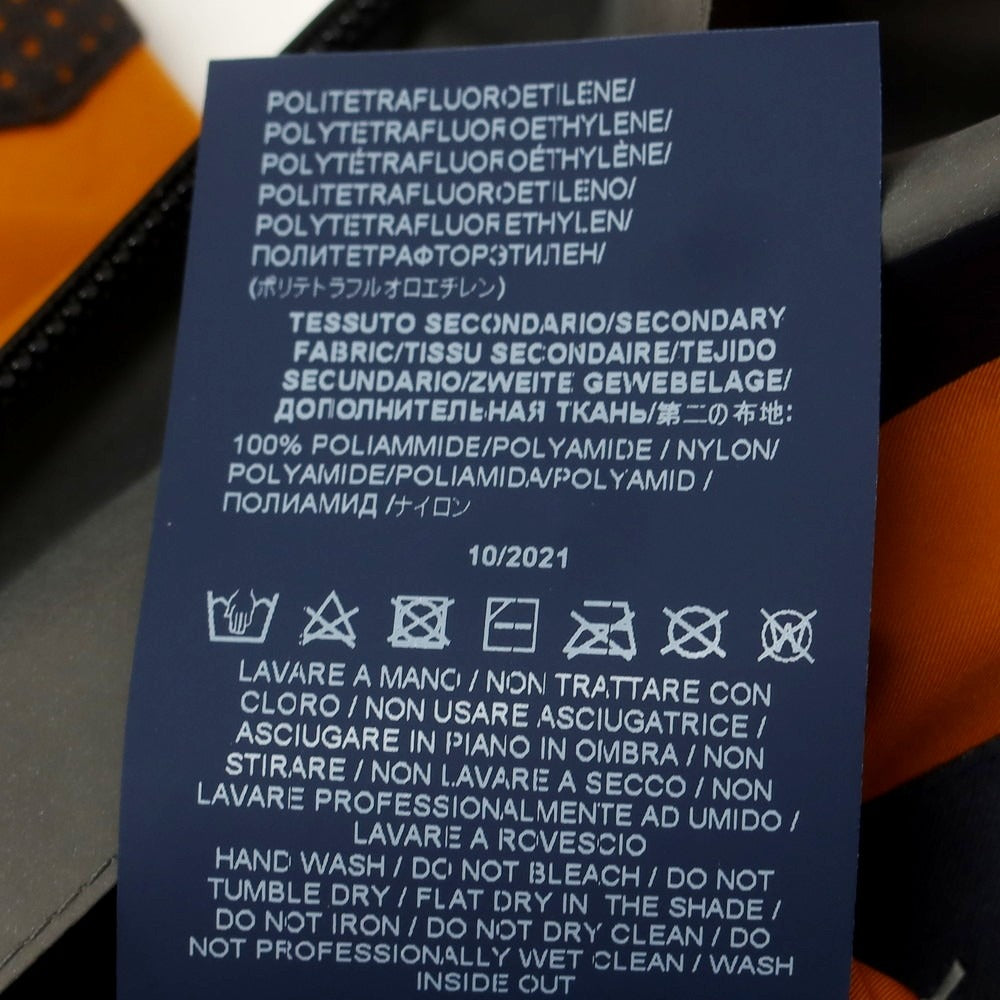 POLITETRAFLUOROETILENE/
POLYTETRAFLUOROETHYLENE/
POLYTÉTRAFLUOROÉTHYLÈNE/
POLITETRAFLUOROETILENO/
POLYTETRAFLUORETHYLEN/
ПОЛИТЕТРАФТОРЭТИЛЕН/
(ポリテトラフルオロエチレン)
TESSUTO SECONDARIO/SECONDARY
FABRIC/TISSU SECONDAIRE/TEJIDO
SECUNDARIO/ZWEITE GEWEBELAGE/
ДОПОЛНИТЕЛЬНАЯ ТКАНЬ/第二の布地:
100% POLIAMMIDE/POLYAMIDE / NYLON/
POLYAMIDE/POLIAMIDA/POLYAMID /
ПОЛИАМИД /ナイロン
10/2021
LAVARE A MANO / NON TRATTARE CON
CLORO / NON USARE ASCIUGATRICE /
ASCIUGARE IN PIANO IN OMBRA / NON
STIRARE / NON LAVARE A SECCO / NON
LAVARE PROFESSIONALMENTE AD UMIDO /
LAVARE A ROVESCIO
HAND WASH / DO NOT BLEACH / DO NOT
TUMBLE DRY / FLAT DRY IN THE SHADE /
DO NOT IRON / DO NOT DRY CLEAN / DO
NOT PROFESSIONALLY WET CLEAN / WASH
INSIDE OUT